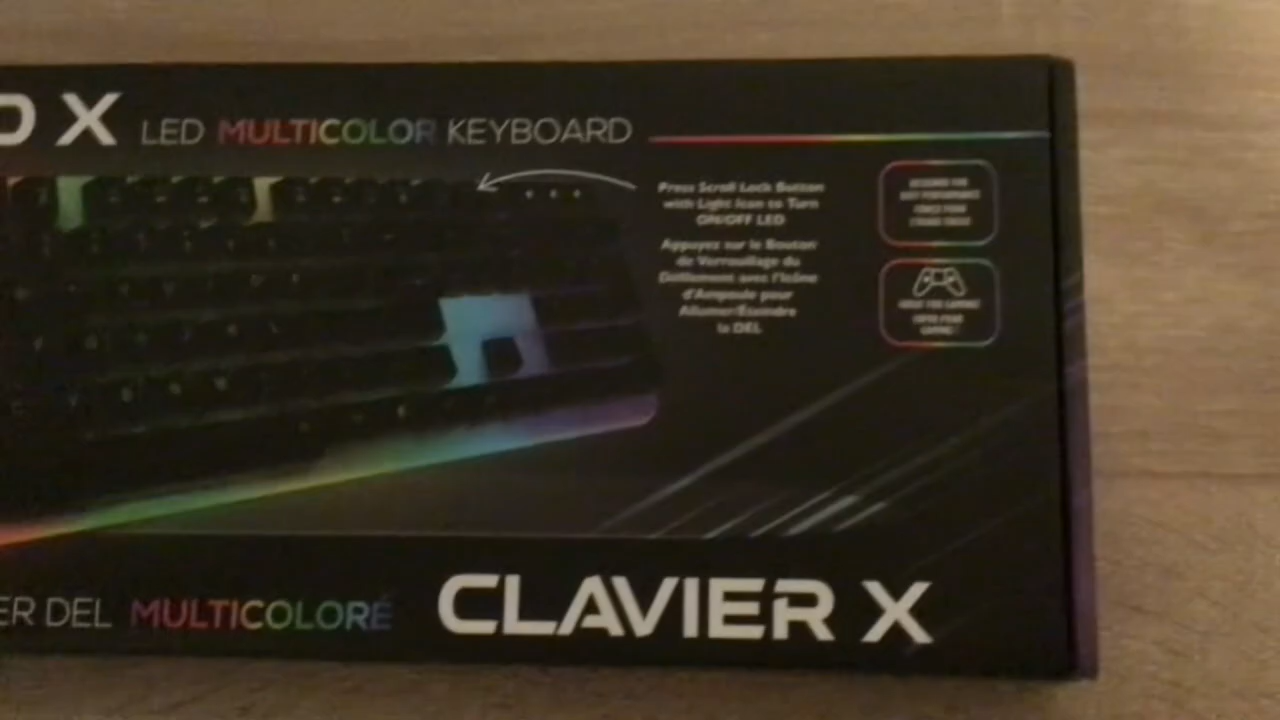 D X LED MULTICOLOR KEYBOARD
Press Scroll Lock Button
with Light Icon to Turn
ON/OFF LED
Appuyez sur le Bouton
de Verrouillage du
Défilement avec l'Icône
d'Ampoule pour
Allumer/Éteindre
la DEL
ER DEL MULTICOLORE
CLAVIER X